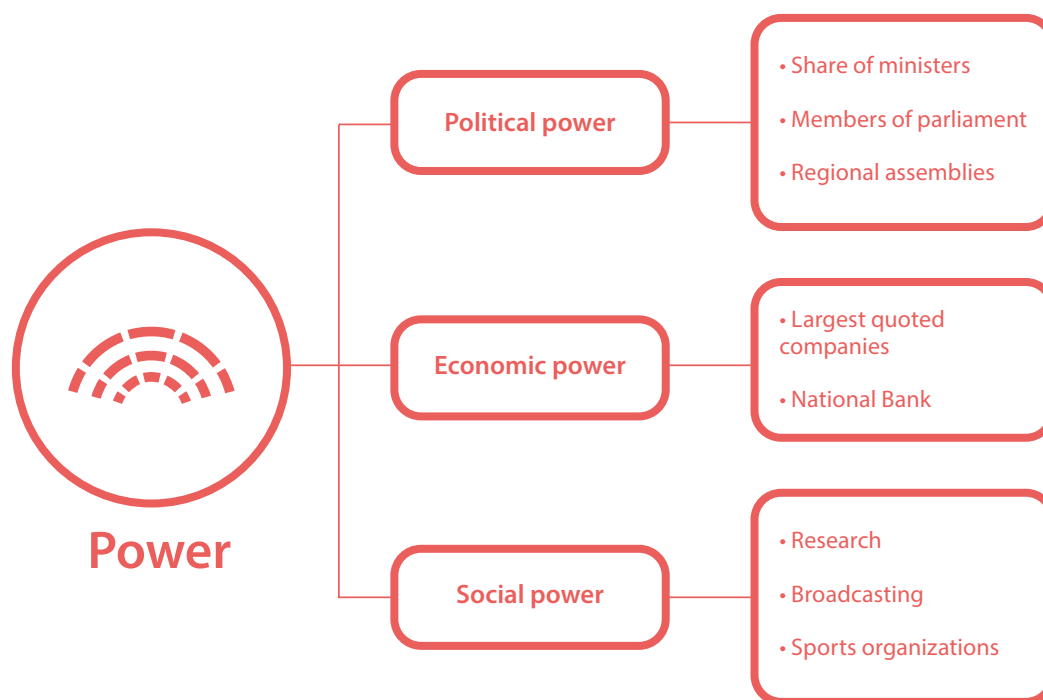 Power
Political power
• Share of ministers
• Members of parliament
• Regional assemblies
Economic power
• Largest quoted
companies
• National Bank
Social power
• Research
• Broadcasting
• Sports organizations